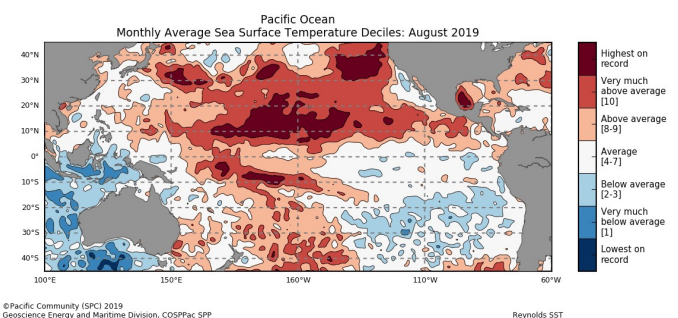 Pacific Ocean
Monthly Average Sea Surface Temperature Deciles: August 2019
40°N
30°N
20°N
10°N
0°
10°S
20°S
30°S
40°S
100°E
150°E
160°W
110°W
60°W
Highest on
record
Very much
above average
[10]
Above average
[8-9]
Average
[4-7]
Below average
[2-3]
Very much
below average
[1]
Lowest on
record
©Pacific Community (SPC) 2019
Geoscience Energy and Maritime Division, COSPPac SPP
Reynolds SST